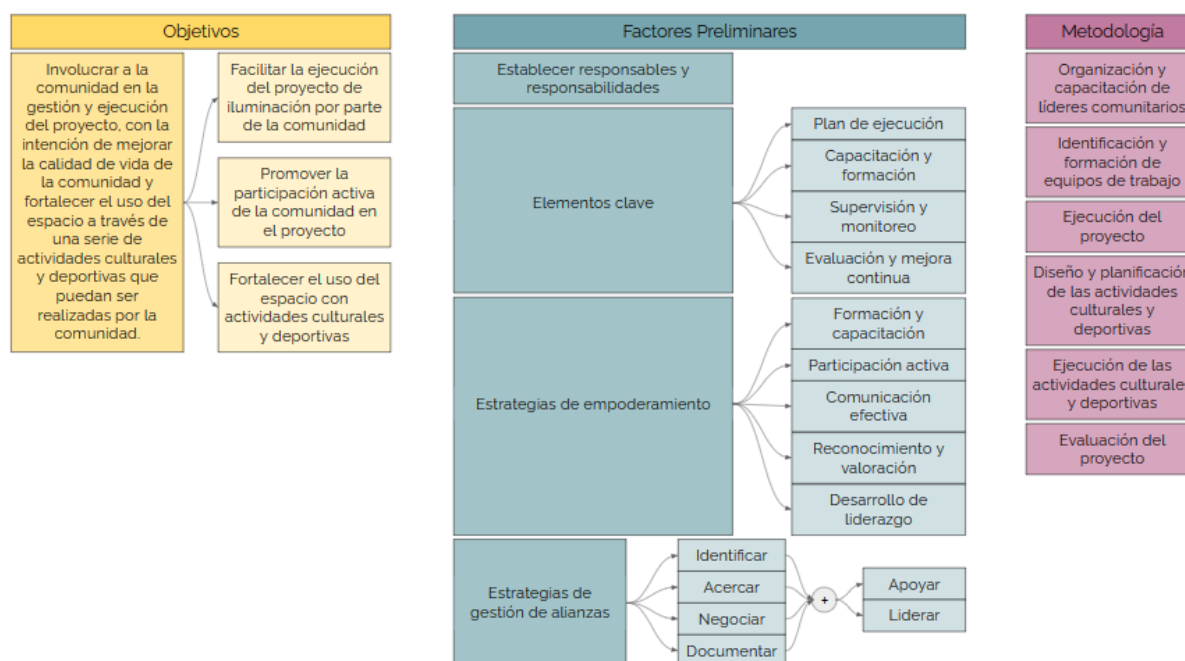 Objetivos
Involucrar a la
comunidad en la
gestión y ejecución
del proyecto, con la
intención de mejorar
la calidad de vida de
la comunidad y
fortalecer el uso del
espacio a través de
una serie de
actividades culturales
y deportivas que
puedan ser
realizadas por la
comunidad.
Facilitar la ejecución
del proyecto de
iluminación por parte
de la comunidad
Promover la
participación activa
de la comunidad en
el proyecto
Fortalecer el uso del
espacio con
actividades culturales
y deportivas
Factores Preliminares
Establecer responsables y
responsabilidades
Elementos clave
Plan de ejecución
Capacitación y
formación
Supervisión y
monitoreo
Evaluación y mejora
continua
Estrategias de empoderamiento
Formación y
capacitación
Participación activa
Comunicación
efectiva
Reconocimiento y
valoración
Desarrollo de
liderazgo
Estrategias de
gestión de alianzas
Identificar
Acercar
Negociar
Documentar
+
Apoyar
Liderar
Metodología
Organización y
capacitación de
líderes comunitarios
Identificación y
formación de
equipos de trabajo
Ejecución del
proyecto
Diseño y planificación
de las actividades
culturales y
deportivas
Ejecución de las
actividades culturale
y deportivas
Evaluación del
proyecto